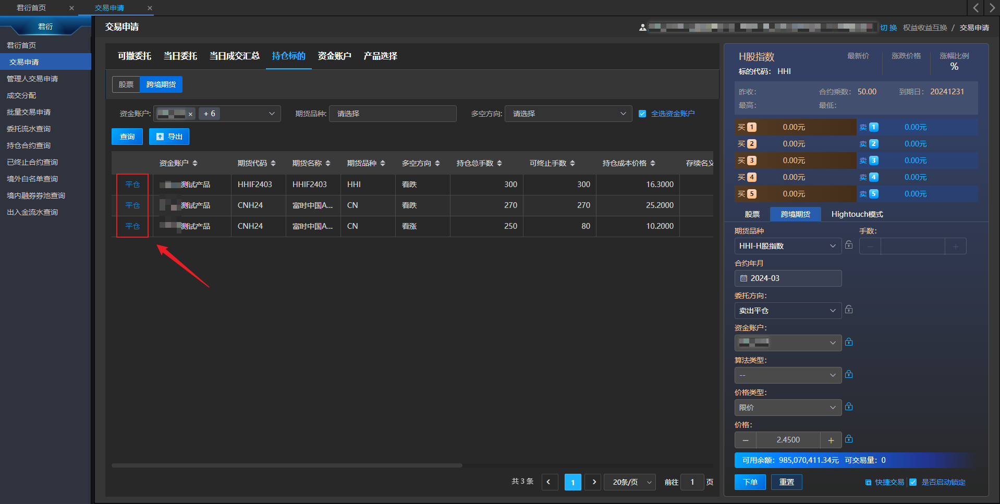 君衍首页 × 交易申请 ×
君衍
君衍首页
交易申请
管理人交易申请
成交分配
批量交易申请
委托流水查询
持仓合约查询
已终止合约查询
境外白名单查询
境内融券券池查询
出入金流水查询
交易申请
切换 权益收益互换 / 交易申请
可撤委托 当日委托 当日成交汇总 持仓标的 资金账户 产品选择
股票 跨境期货
资金账户: × + 6 期货品种: 请选择 多空方向: 请选择 全选资金账户
查询 导出
资金账户 期货代码 期货名称 期货品种 多空方向 持仓总手数 可终止手数 持仓成本价格 存续名义
平仓 测试产品 HHIF2403 HHIF2403 HHI 看跌 300 300 16.3000
平仓 测试产品 CNH24 富时中国A... CN 看跌 270 270 25.2000
平仓 测试产品 CNH24 富时中国A... CN 看涨 250 80 10.2000
共 3 条 1 20条/页 前往 1 页
H股指数 最新价 涨跌价格 涨幅比例
标的代码: HHI %
昨收: 合约乘数: 50.00 到期日: 20241231
最高: 最低:
买 1 0.00元 卖 1 0.00元
买 2 0.00元 卖 2 0.00元
买 3 0.00元 卖 3 0.00元
买 4 0.00元 卖 4 0.00元
买 5 0.00元 卖 5 0.00元
股票 跨境期货 Hightouch模式
期货品种 手数:
HHI-H股指数 − +
合约年月
2024-03
委托方向:
卖出平仓
资金账户:
算法类型:
--
价格类型:
限价
价格:
− 2.4500 +
可用余额: 985,070,411.34元 可交易量: 0
下单 重置 快捷交易 是否启动锁定